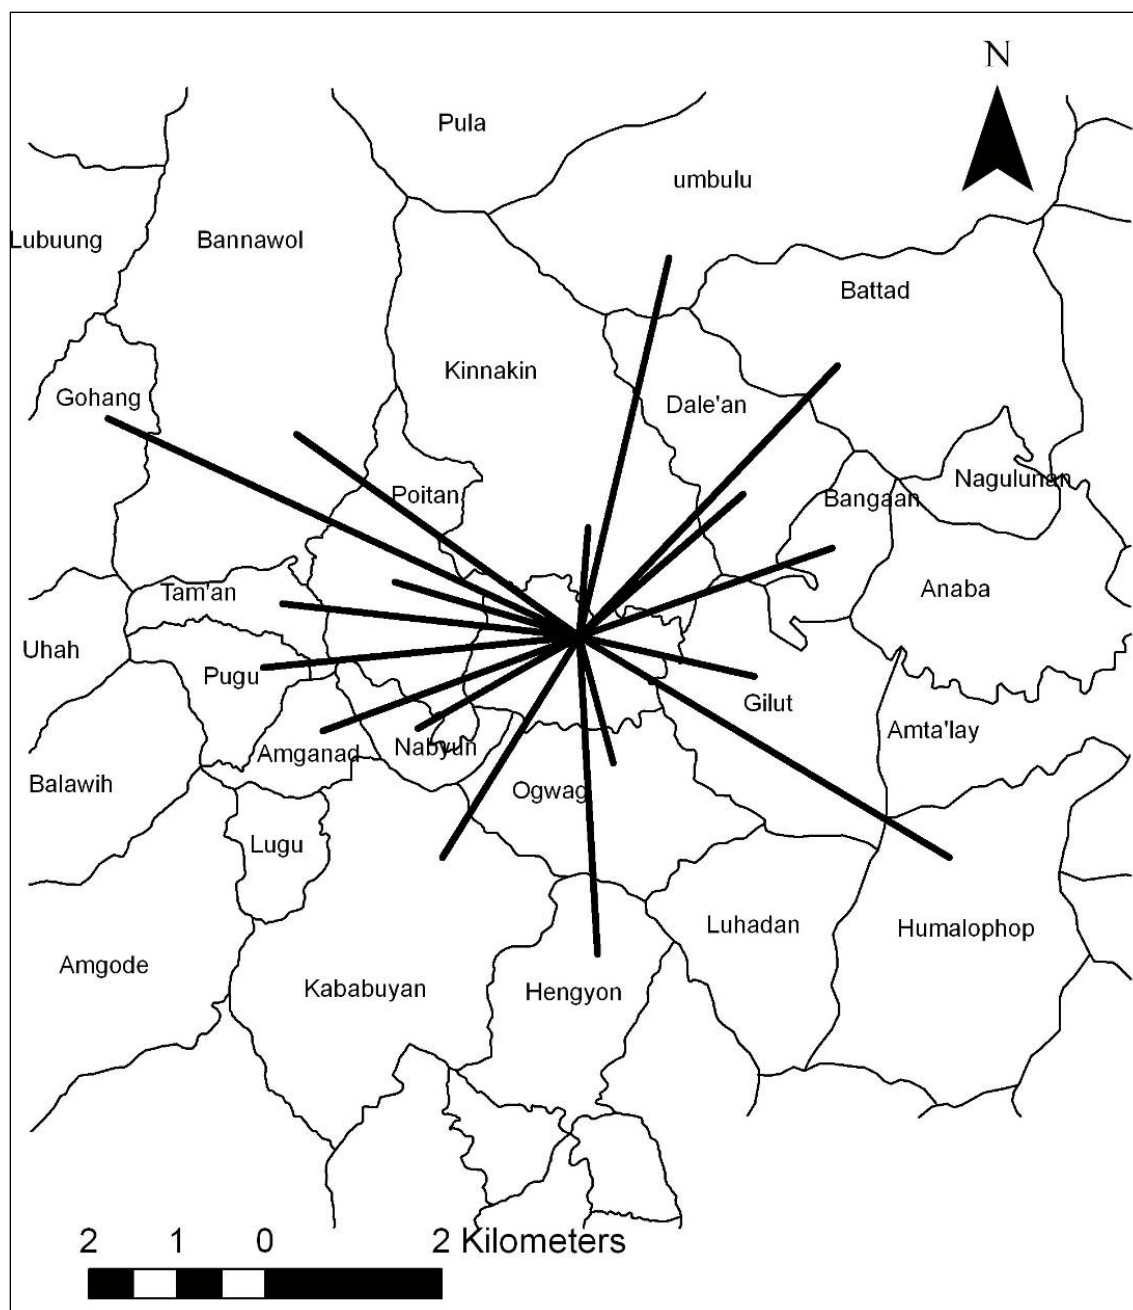 N
Pula
umbulu
Lubuung
Bannawol
Battad
Kinnakin
Gohang
Dale'an
Poitan
Bangaan
Nagulunan
Tam'an
Anaba
Uhah
Pugu
Gilut
Amta'lay
Amganad
Nabyun
Balawih
Ogwag
Lugu
Luhadan
Humalophop
Amgode
Kababuyan
Hengyon
2 1 0 2 Kilometers